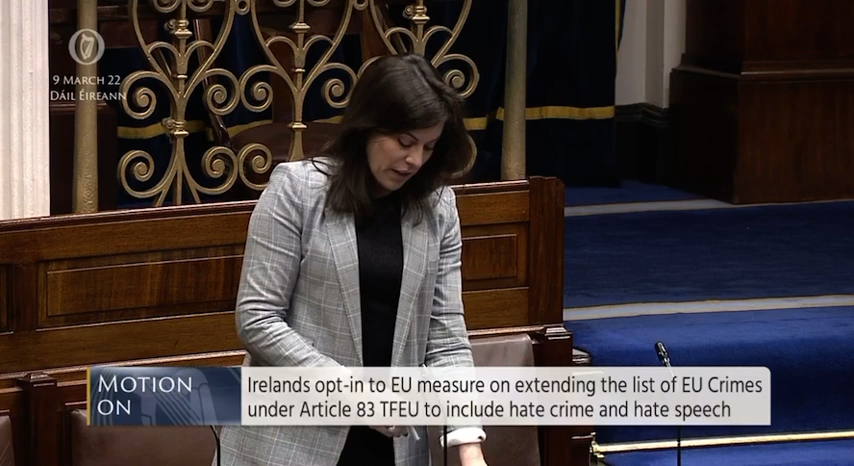 9 MARCH 22
DÁIL ÉIREANN
MOTION
ON
Irelands opt-in to EU measure on extending the list of EU Crimes
under Article 83 TFEU to include hate crime and hate speech